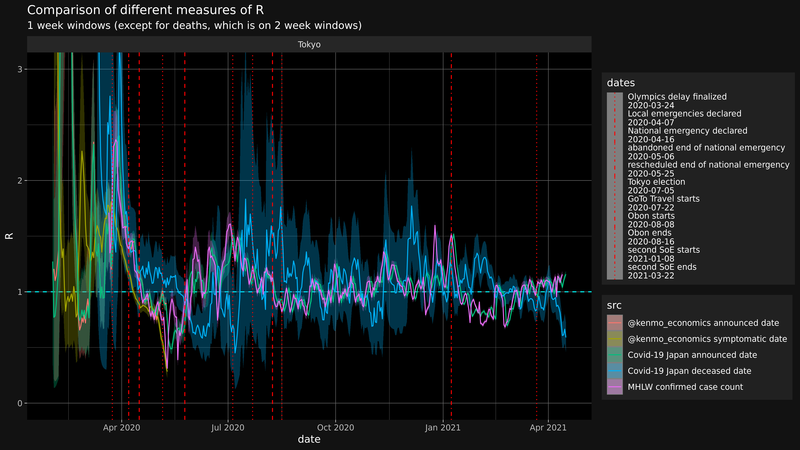 Comparison of different measures of R
1 week windows (except for deaths, which is on 2 week windows)
Tokyo
3
2
1
0
R
Apr 2020
Jul 2020
Oct 2020
Jan 2021
Apr 2021
date
dates
Olympics delay finalized
2020-03-24
Local emergencies declared
2020-04-07
National emergency declared
2020-04-16
abandoned end of national emergency
2020-05-06
rescheduled end of national emergency
2020-05-25
Tokyo election
2020-07-05
GoTo Travel starts
2020-07-22
Obon starts
2020-08-08
Obon ends
2020-08-16
second SoE starts
2021-01-08
second SoE ends
2021-03-22
src
@kenmo_economics announced date
@kenmo_economics symptomatic date
Covid-19 Japan announced date
Covid-19 Japan deceased date
MHLW confirmed case count